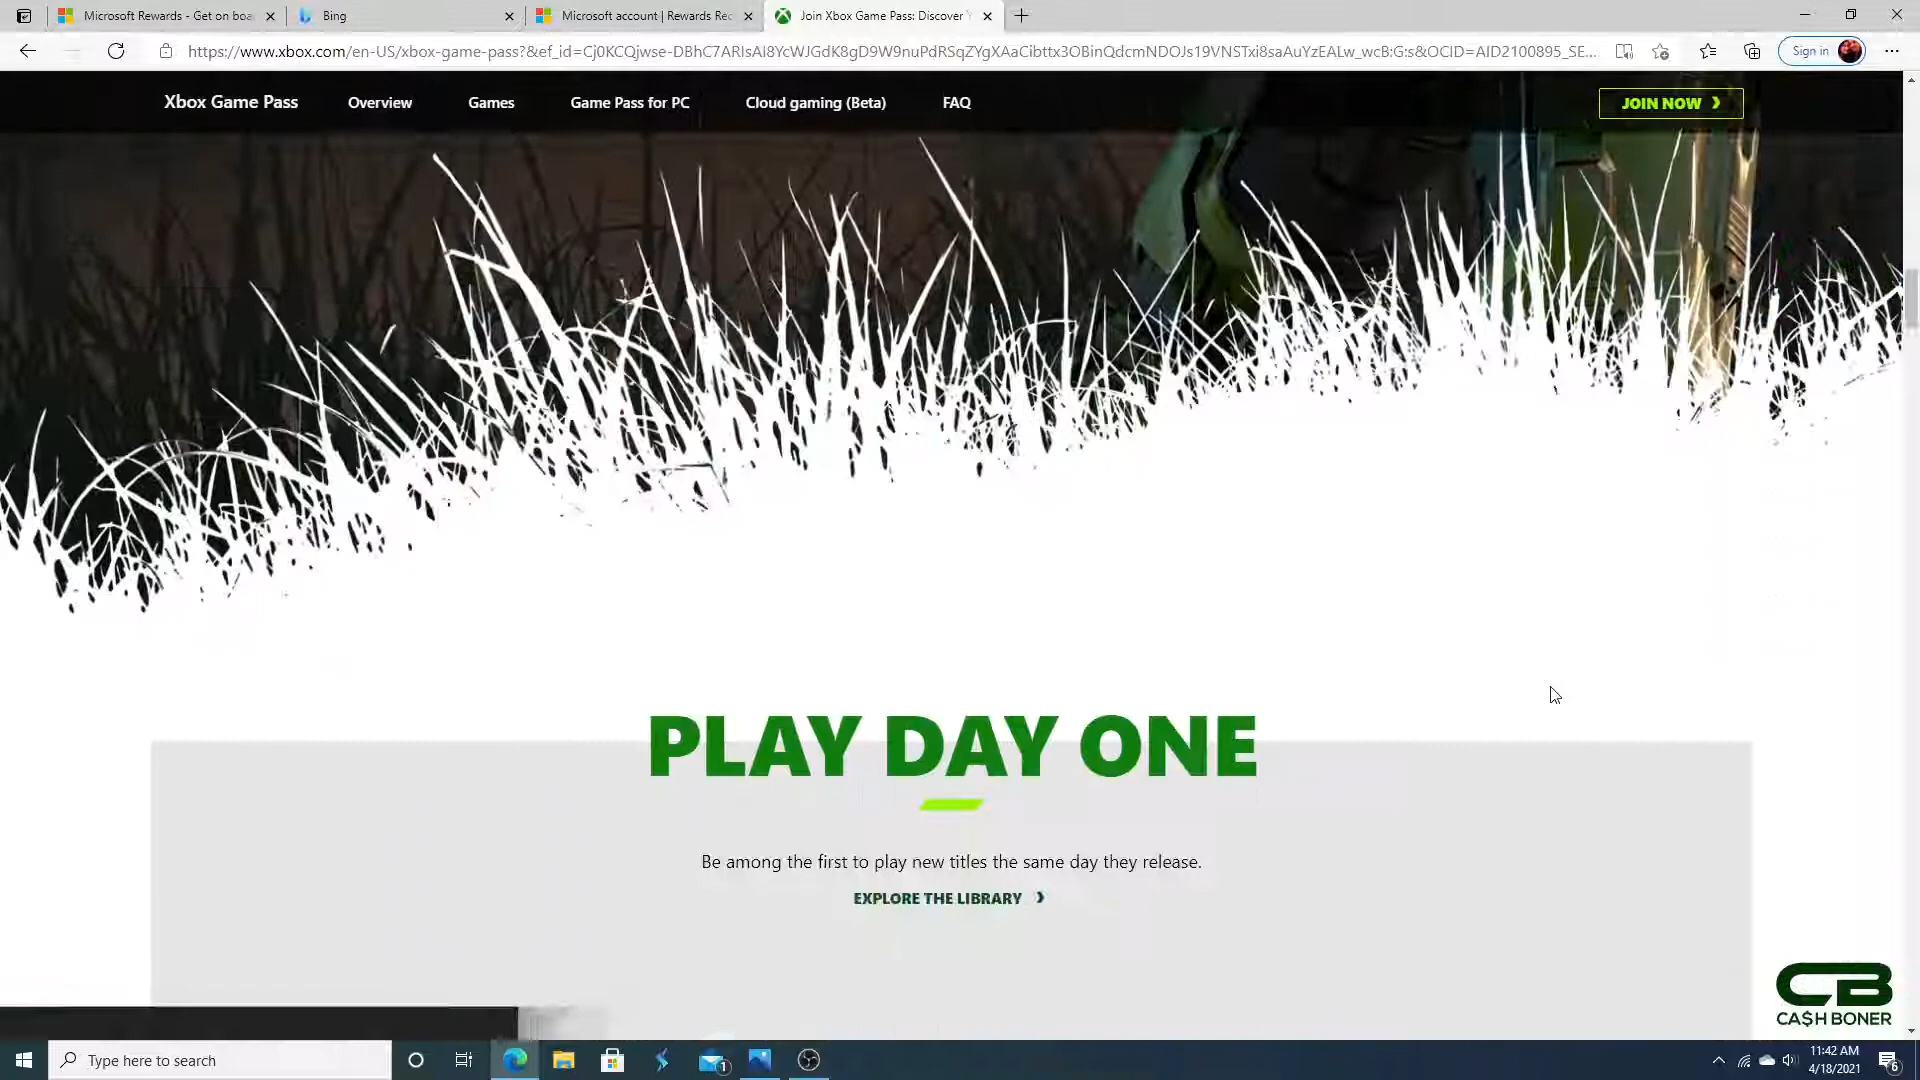 Microsoft Rewards - Get on boa
Bing
Microsoft account | Rewards Rec
Join Xbox Game Pass: Discover Y
https://www.xbox.com/en-US/xbox-game-pass?&ef_id=Cj0KCQjwse-DBhC7ARIsAI8YcWJGdK8gD9W9nuPdRSqZYgXAaCibttx3OBinQdcmNDOJs19VNSTxi8saAuYzEALw_wcB:G:s&OCID=AID2100895_SE...
Sign in
Xbox Game Pass
Overview
Games
Game Pass for PC
Cloud gaming (Beta)
FAQ
JOIN NOW
PLAY DAY ONE
Be among the first to play new titles the same day they release.
EXPLORE THE LIBRARY
CB
CA$H BONER
Type here to search
1
11:42 AM
4/18/2021
6